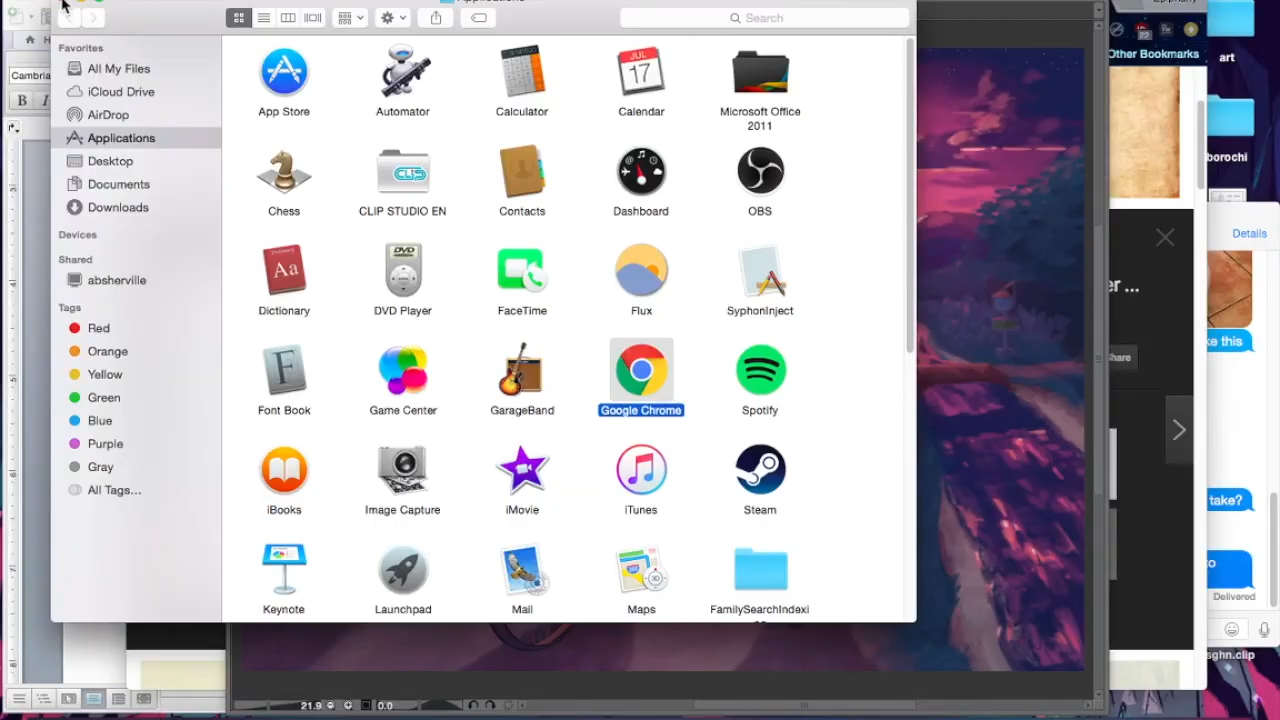 Search
Favorites
All My Files
iCloud Drive
AirDrop
Applications
Desktop
Documents
Downloads
Devices
Shared
absherville
Tags
Red
Orange
Yellow
Green
Blue
Purple
Gray
All Tags...
App Store
Automator
Calculator
JUL
17
Calendar
Microsoft Office
2011
Chess
CLIP
CLIP STUDIO EN
Contacts
Dashboard
OBS
Aa
Dictionary
DVD
DVD Player
FaceTime
Flux
SyphonInject
F
Font Book
Game Center
GarageBand
Google Chrome
Spotify
iBooks
Image Capture
iMovie
iTunes
Steam
Keynote
Launchpad
Mail
3D
Maps
FamilySearchIndexi
Cambria
B I
21.9
0.0
22
Other Bookmarks
er ...
Share
art
borochi
Details
ke this
take?
to
Delivered
sghn.clip